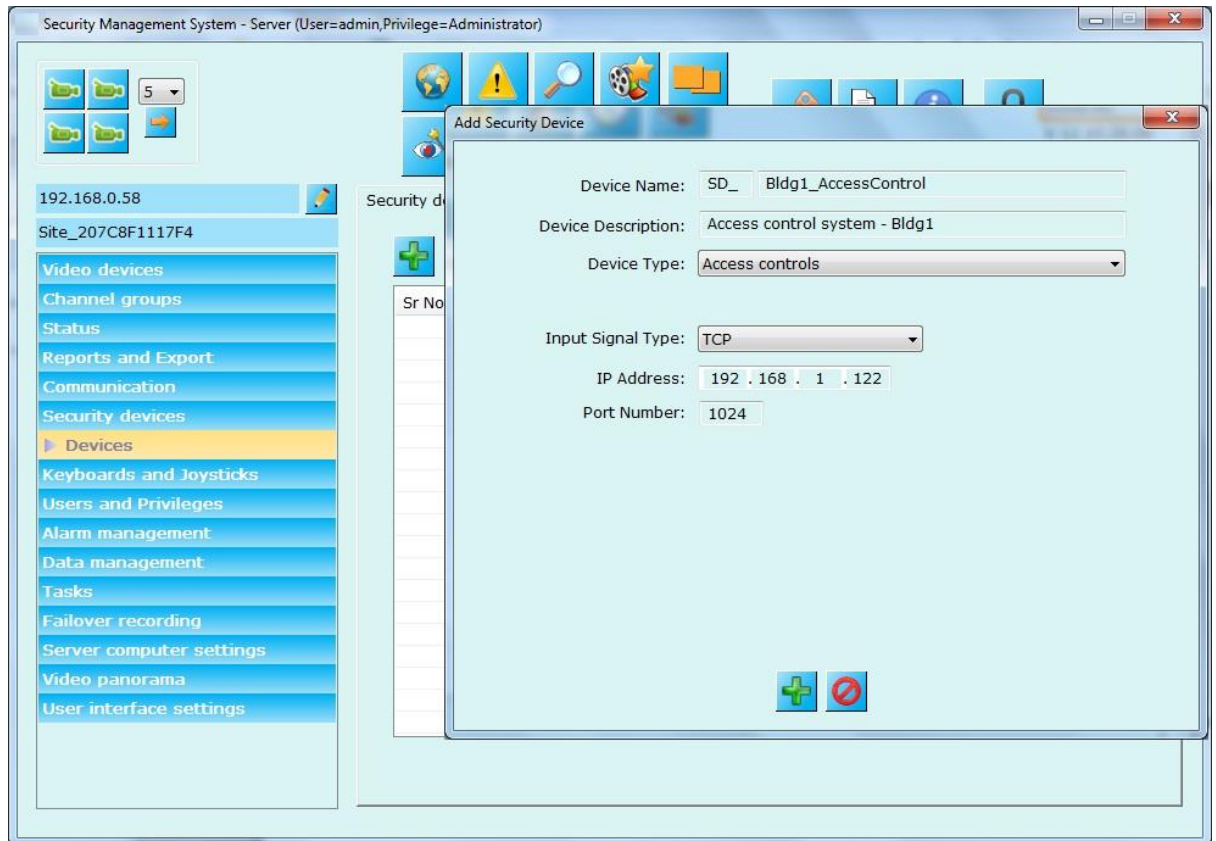 Security Management System - Server (User=admin,Privilege=Administrator)
5
Add Security Device
192.168.0.58
Site_207C8F1117F4
Video devices
Channel groups
Status
Reports and Export
Communication
Security devices
Devices
Keyboards and Joysticks
Users and Privileges
Alarm management
Data management
Tasks
Failover recording
Server computer settings
Video panorama
User interface settings
Security d
Sr No
Device Name: SD_ Bldg1_AccessControl
Device Description: Access control system - Bldg1
Device Type: Access controls
Input Signal Type: TCP
IP Address: 192 . 168 . 1 . 122
Port Number: 1024